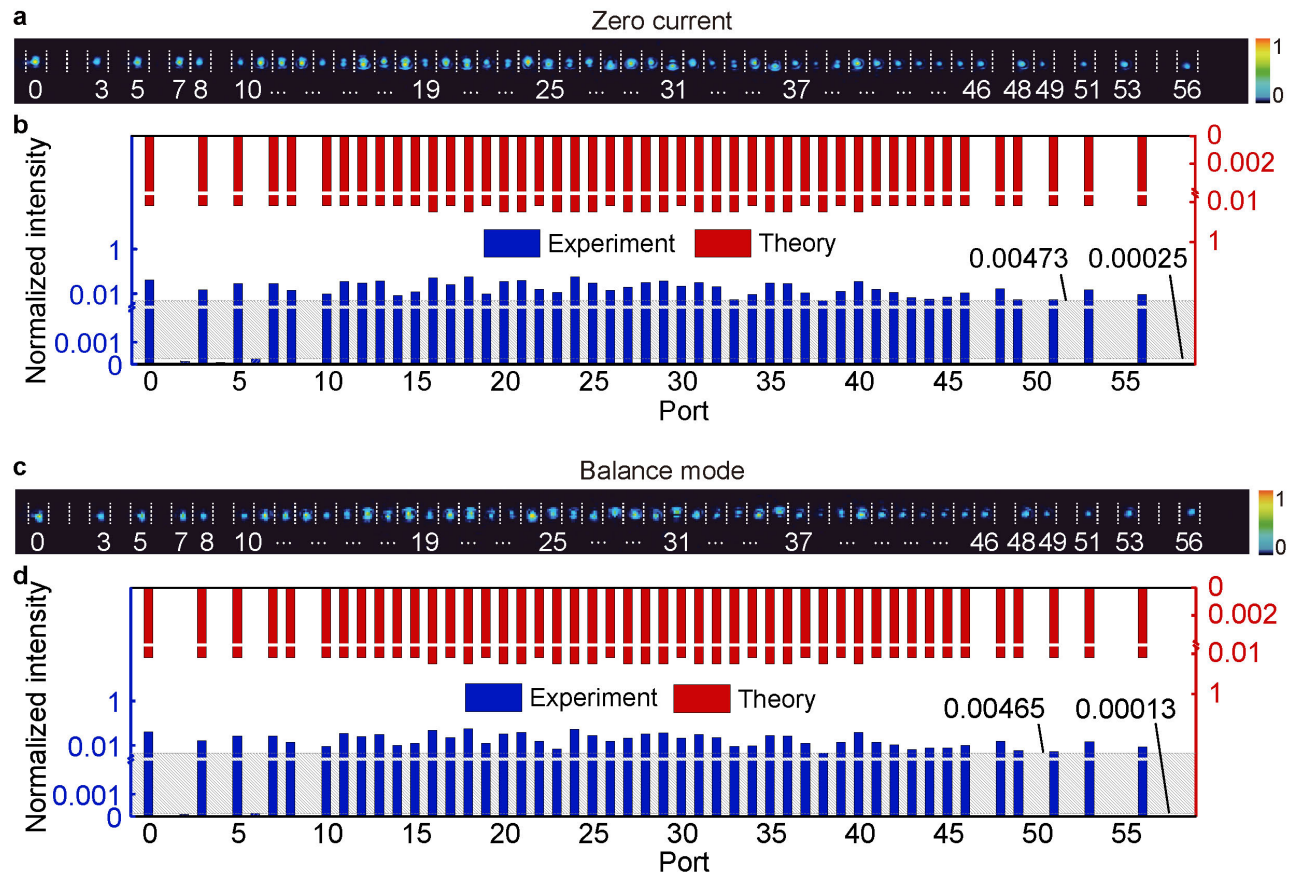 a
Zero current
0 3 5 7 8 10 ... ... ... 19 ... ... 25 ... ... 31 ... ... 37 ... ... ... 46 48 49 51 53 56
1
0
b
Normalized intensity
1
0.01
0.001
0
0
0.002
0.01
1
Experiment Theory
0.00473 0.00025
0 5 10 15 20 25 30 35 40 45 50 55
Port
c
Balance mode
0 3 5 7 8 10 ... ... ... 19 ... ... 25 ... ... 31 ... ... 37 ... ... ... 46 48 49 51 53 56
1
0
d
Normalized intensity
1
0.01
0.001
0
0
0.002
0.01
1
Experiment Theory
0.00465 0.00013
0 5 10 15 20 25 30 35 40 45 50 55
Port